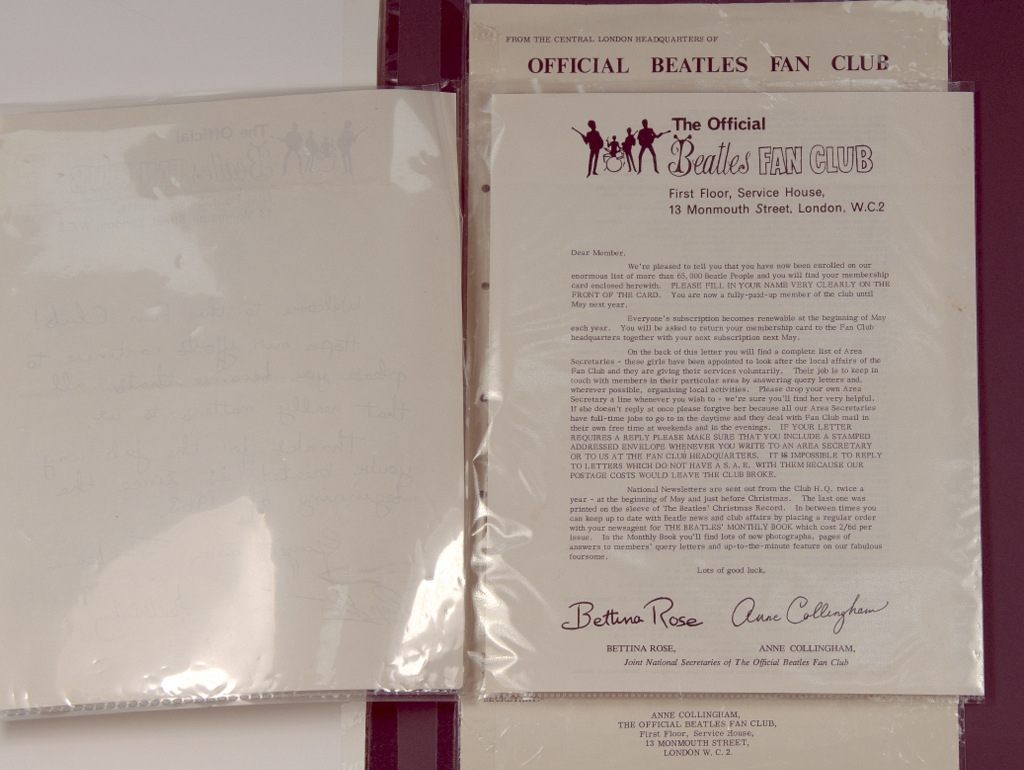 FROM THE CENTRAL LONDON HEADQUARTERS OF
OFFICIAL BEATLES FAN CLUB
The Official
Beatles FAN CLUB
First Floor, Service House,
13 Monmouth Street, London, W.C.2
Dear Member,
We're pleased to tell you that you have now been enrolled on our
enormous list of more than 65,000 Beatle People and you will find your membership
card enclosed herewith. PLEASE FILL IN YOUR NAME VERY CLEARLY ON THE
FRONT OF THE CARD. You are now a fully-paid-up member of the club until
May next year.
Everyone's subscription becomes renewable at the beginning of May
each year. You will be asked to return your membership card to the Fan Club
headquarters together with your next subscription next May.
On the back of this letter you will find a complete list of Area
Secretaries - these girls have been appointed to look after the local affairs of the
Fan Club and they are giving their services voluntarily. Their job is to keep in
touch with members in their particular area by answering query letters and,
wherever possible, organising local activities. Please drop your own Area
Secretary a line whenever you wish to - we're sure you'll find her very helpful.
If she doesn't reply at once please forgive her because all our Area Secretaries
have full-time jobs to go to in the daytime and they deal with Fan Club mail in
their own free time at weekends and in the evenings. IF YOUR LETTER
REQUIRES A REPLY PLEASE MAKE SURE THAT YOU INCLUDE A STAMPED
ADDRESSED ENVELOPE WHENEVER YOU WRITE TO AN AREA SECRETARY
OR TO US AT THE FAN CLUB HEADQUARTERS. IT IS IMPOSSIBLE TO REPLY
TO LETTERS WHICH DO NOT HAVE A S.A.E. WITH THEM BECAUSE OUR
POSTAGE COSTS WOULD LEAVE THE CLUB BROKE.
National Newsletters are sent out from the Club H.Q. twice a
year - at the beginning of May and just before Christmas. The last one was
printed on the sleeve of The Beatles' Christmas Record. In between times you
can keep up to date with Beatle news and club affairs by placing a regular order
with your newsagent for THE BEATLES' MONTHLY BOOK which cost 2/6d per
issue. In the Monthly Book you'll find lots of new photographs, pages of
answers to members' query letters and up-to-the-minute feature on our fabulous
foursome.
Lots of good luck,
Bettina Rose Anne Collingham
BETTINA ROSE, ANNE COLLINGHAM,
Joint National Secretaries of The Official Beatles Fan Club
ANNE COLLINGHAM,
THE OFFICIAL BEATLES FAN CLUB,
First Floor, Service House,
13 MONMOUTH STREET,
LONDON W. C. 2.